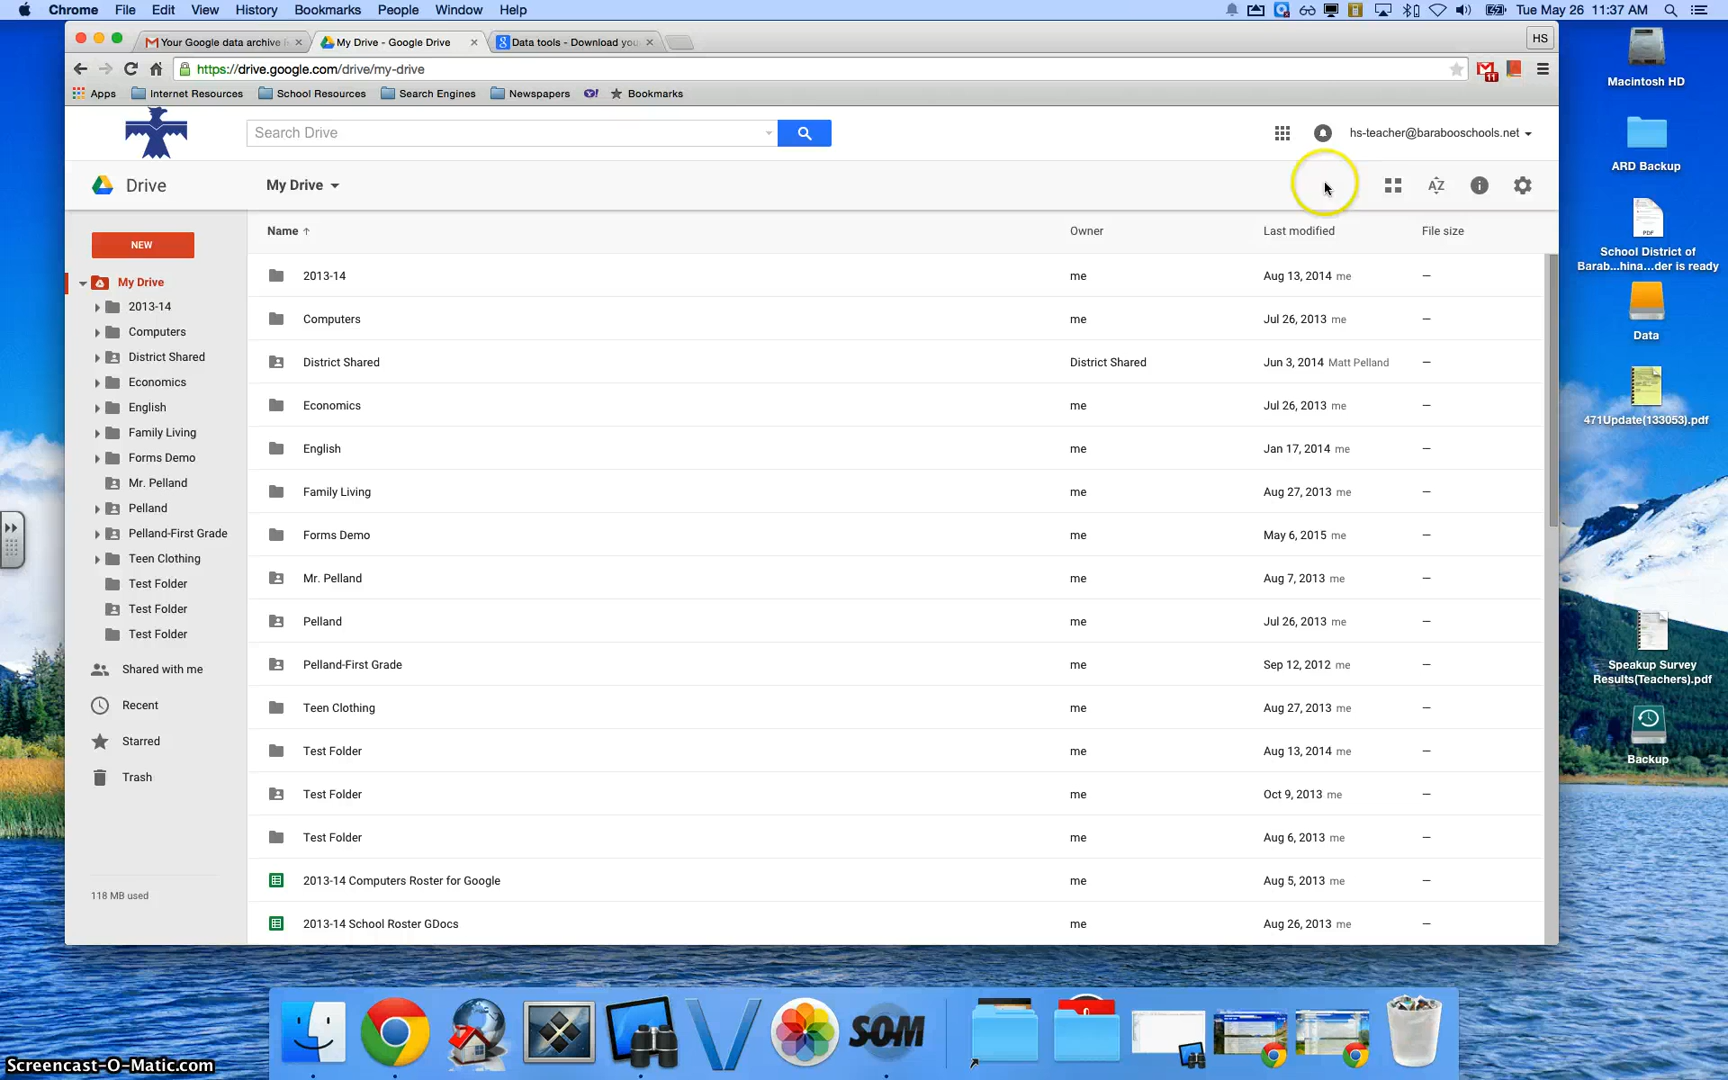 Chrome File Edit View History Bookmarks People Window Help Tue May 26 11:37 AM
Your Google data archive My Drive - Google Drive Data tools - Download you HS
https://drive.google.com/drive/my-drive 11
Apps Internet Resources School Resources Search Engines Newspapers Bookmarks
Search Drive hs-teacher@barabooschools.net
Drive My Drive AZ
NEW
My Drive
2013-14
Computers
District Shared
Economics
English
Family Living
Forms Demo
Mr. Pelland
Pelland
Pelland-First Grade
Teen Clothing
Test Folder
Test Folder
Test Folder
Shared with me
Recent
Starred
Trash
118 MB used
Name ↑ Owner Last modified File size
2013-14 me Aug 13, 2014 me —
Computers me Jul 26, 2013 me —
District Shared District Shared Jun 3, 2014 Matt Pelland —
Economics me Jul 26, 2013 me —
English me Jan 17, 2014 me —
Family Living me Aug 27, 2013 me —
Forms Demo me May 6, 2015 me —
Mr. Pelland me Aug 7, 2013 me —
Pelland me Jul 26, 2013 me —
Pelland-First Grade me Sep 12, 2012 me —
Teen Clothing me Aug 27, 2013 me —
Test Folder me Aug 13, 2014 me —
Test Folder me Oct 9, 2013 me —
Test Folder me Aug 6, 2013 me —
2013-14 Computers Roster for Google me Aug 5, 2013 me —
2013-14 School Roster GDocs me Aug 26, 2013 me —
Macintosh HD
ARD Backup
PDF
School District of
Barab...hina...der is ready
Data
471Update(133053).pdf
Speakup Survey
Results(Teachers).pdf
Backup
SOM
Screencast-O-Matic.com